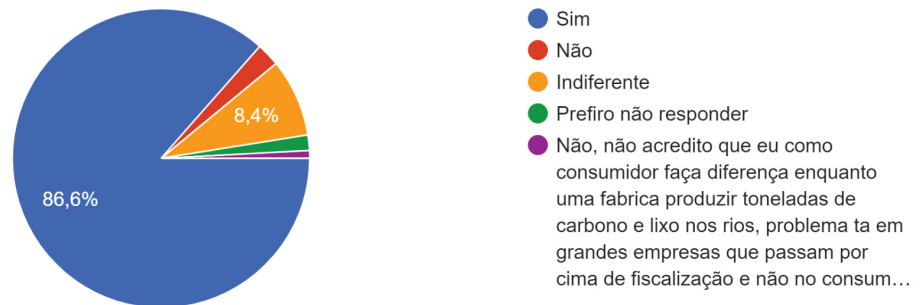 Sim
Não
Indiferente
Prefiro não responder
Não, não acredito que eu como
consumidor faça diferença enquanto
uma fabrica produzir toneladas de
carbono e lixo nos rios, problema ta em
grandes empresas que passam por
cima de fiscalização e não no consum…
8,4%
86,6%